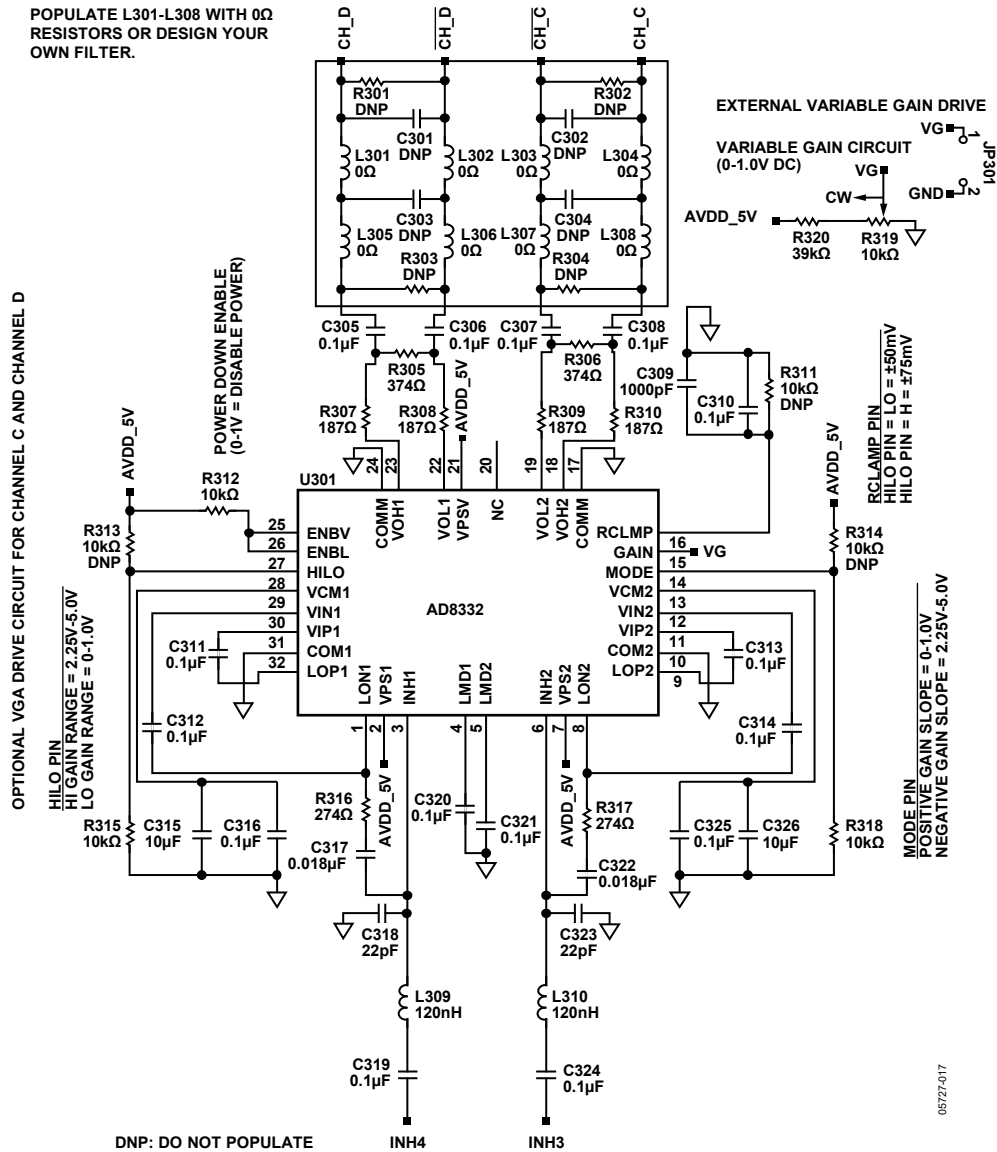 POPULATE L301-L308 WITH 0Ω
RESISTORS OR DESIGN YOUR
OWN FILTER.
CH_D
CH_D
CH_C
CH_C
R301
DNP
R302
DNP
C301
DNP
C302
DNP
L301
0Ω
L302
0Ω
L303
0Ω
L304
0Ω
C303
DNP
C304
DNP
L305
0Ω
L306
0Ω
L307
0Ω
L308
0Ω
R303
DNP
R304
DNP
EXTERNAL VARIABLE GAIN DRIVE
VG
1
JP301
2
GND
VARIABLE GAIN CIRCUIT
(0-1.0V DC)
VG
CW
AVDD_5V
R320
39kΩ
R319
10kΩ
OPTIONAL VGA DRIVE CIRCUIT FOR CHANNEL C AND CHANNEL D
POWER DOWN ENABLE
(0-1V = DISABLE POWER)
C305
0.1µF
C306
0.1µF
C307
0.1µF
C308
0.1µF
R305
374Ω
R306
374Ω
R307
187Ω
R308
187Ω
AVDD_5V
R309
187Ω
R310
187Ω
C309
1000pF
C310
0.1µF
R311
10kΩ
DNP
RCLAMP PIN
HILO PIN = LO = ±50mV
HILO PIN = H = ±75mV
AVDD_5V
AVDD_5V
R312
10kΩ
R313
10kΩ
DNP
R314
10kΩ
DNP
U301
24
23
22
21
20
19
18
17
COMM
VOH1
VOL1
VPSV
NC
VOL2
VOH2
COMM
25
ENBV
26
ENBL
27
HILO
28
VCM1
29
VIN1
30
VIP1
31
COM1
32
LOP1
AD8332
RCLMP
GAIN
16
VG
MODE
15
VCM2
14
VIN2
13
VIP2
12
COM2
11
LOP2
10
9
LON1
VPS1
INH1
LMD1
LMD2
INH2
VPS2
LON2
1
2
3
4
5
6
7
8
C311
0.1µF
C313
0.1µF
C312
0.1µF
C314
0.1µF
HILO PIN
HI GAIN RANGE = 2.25V-5.0V
LO GAIN RANGE = 0-1.0V
MODE PIN
POSITIVE GAIN SLOPE = 0-1.0V
NEGATIVE GAIN SLOPE = 2.25V-5.0V
R315
10kΩ
C315
10µF
C316
0.1µF
R316
274Ω
AVDD_5V
C317
0.018µF
C320
0.1µF
C321
0.1µF
AVDD_5V
R317
274Ω
C322
0.018µF
C325
0.1µF
C326
10µF
R318
10kΩ
C318
22pF
C323
22pF
L309
120nH
L310
120nH
C319
0.1µF
C324
0.1µF
INH4
INH3
DNP: DO NOT POPULATE
05727-017